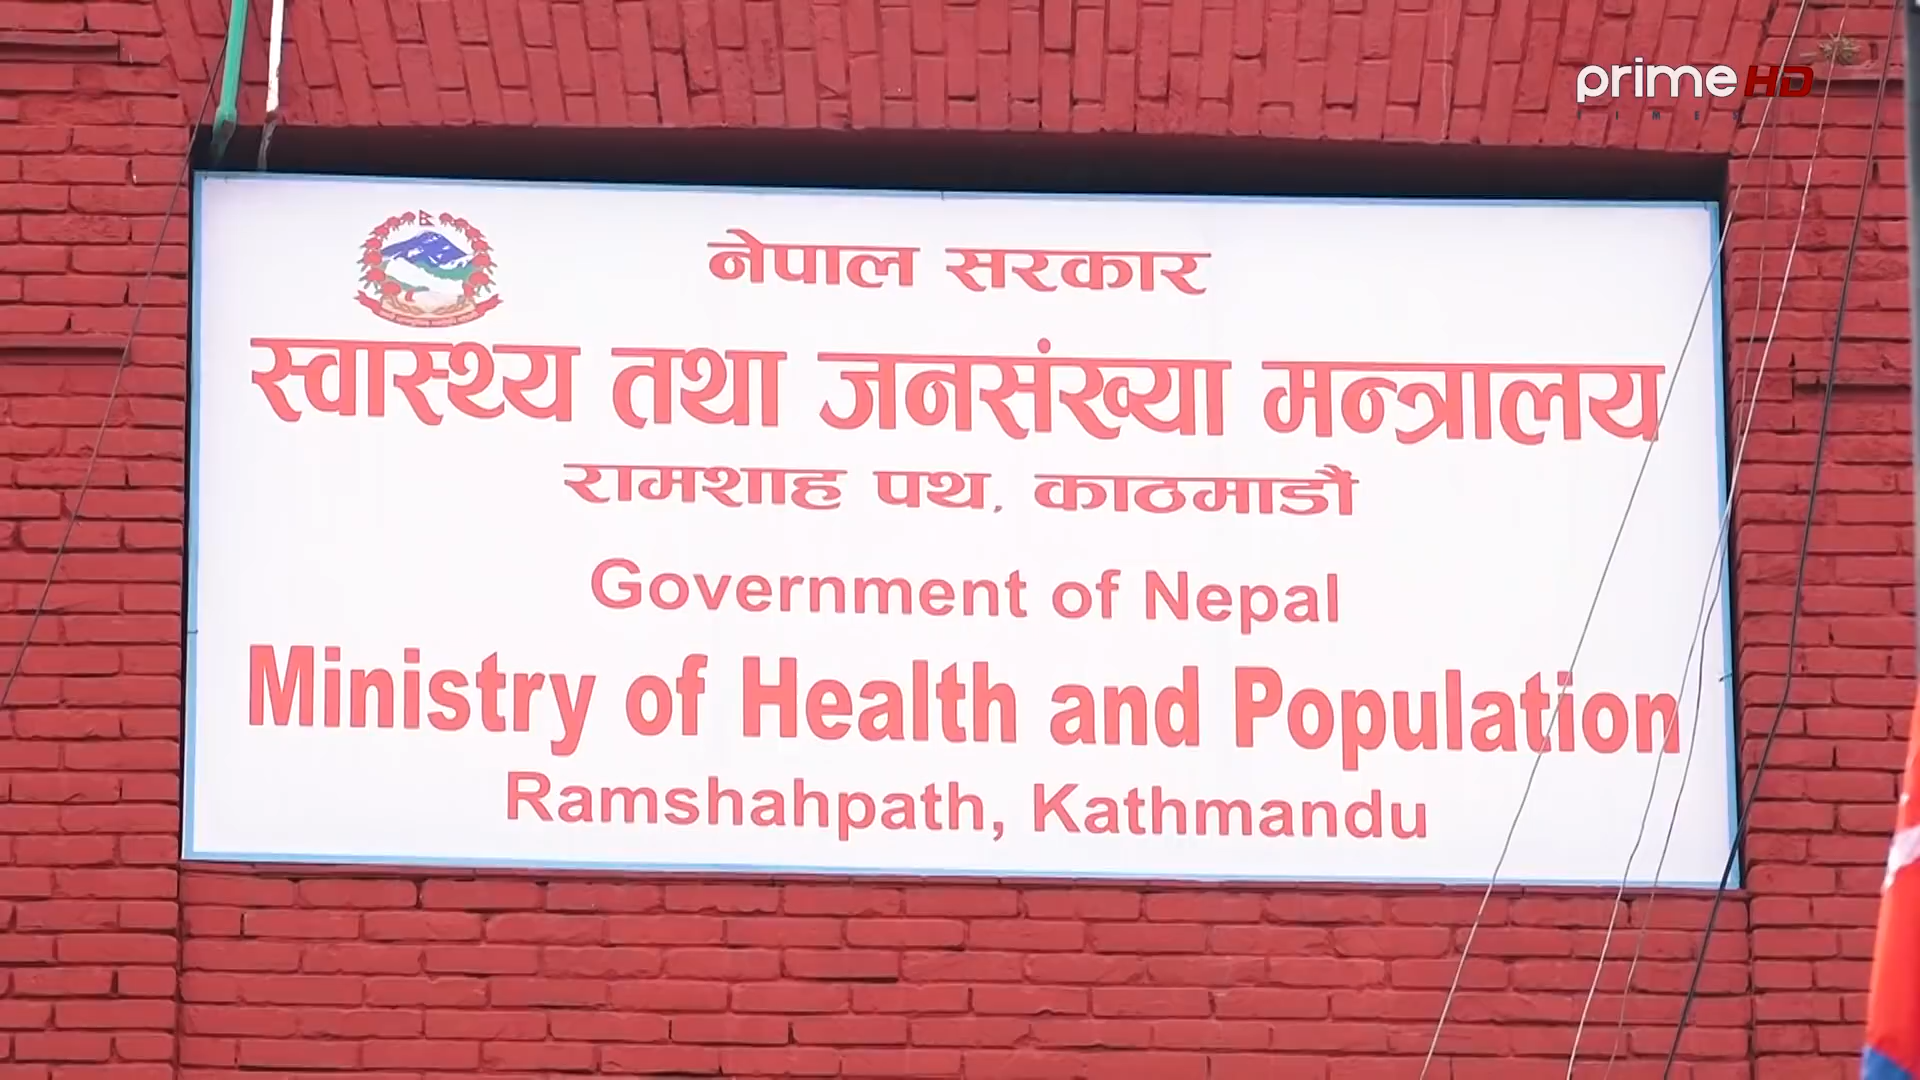 prime HD
TIMES
नेपाल सरकार
स्वास्थ्य तथा जनसंख्या मन्त्रालय
रामशाह पथ, काठमाडौं
Government of Nepal
Ministry of Health and Population
Ramshahpath, Kathmandu